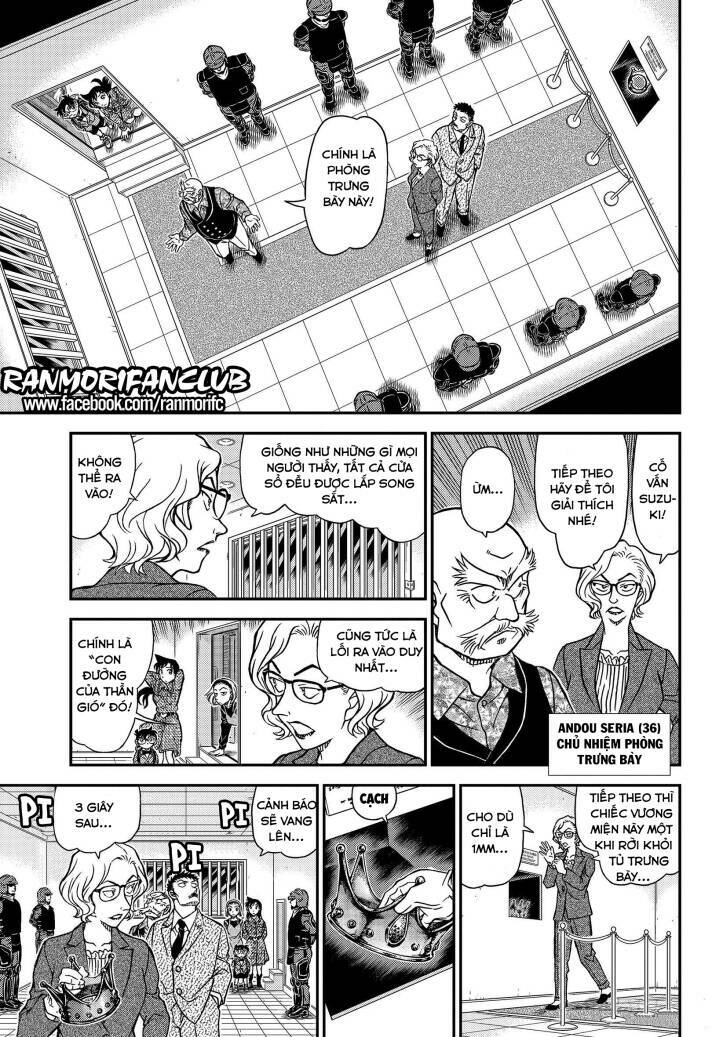 CHÍNH LÀ
PHÒNG
TRƯNG
BÀY NÀY!
RANMORIFANCLUB
www.facebook.com/ranmorifc
CỐ
VẤN
SUZU-
KI!
TIẾP THEO
HÃY ĐỂ TÔI
GIẢI THÍCH
NHÉ!
ỪM...
ANDOU SERIA (36)
CHỦ NHIỆM PHÒNG
TRƯNG BÀY
GIỐNG NHƯ NHỮNG GÌ MỌI
NGƯỜI THẤY, TẤT CẢ CỬA
SỔ ĐỀU ĐƯỢC LẮP SONG
SẮT...
KHÔNG
THỂ RA
VÀO!
CŨNG TỨC LÀ
LỐI RA VÀO DUY
NHẤT...
CHÍNH LÀ
"CON
ĐƯỜNG
CỦA THẦN
GIÓ" ĐÓ!
TIẾP THEO THÌ
CHIẾC VƯƠNG
MIỆN NÀY MỘT
KHI RỜI KHỎI
TỦ TRƯNG
BÀY...
CHO DÙ
CHỈ LÀ
1MM...
CẠCH
CẢNH BÁO
SẼ VANG
LÊN...
3 GIÂY
SAU...
PI
PI
PI